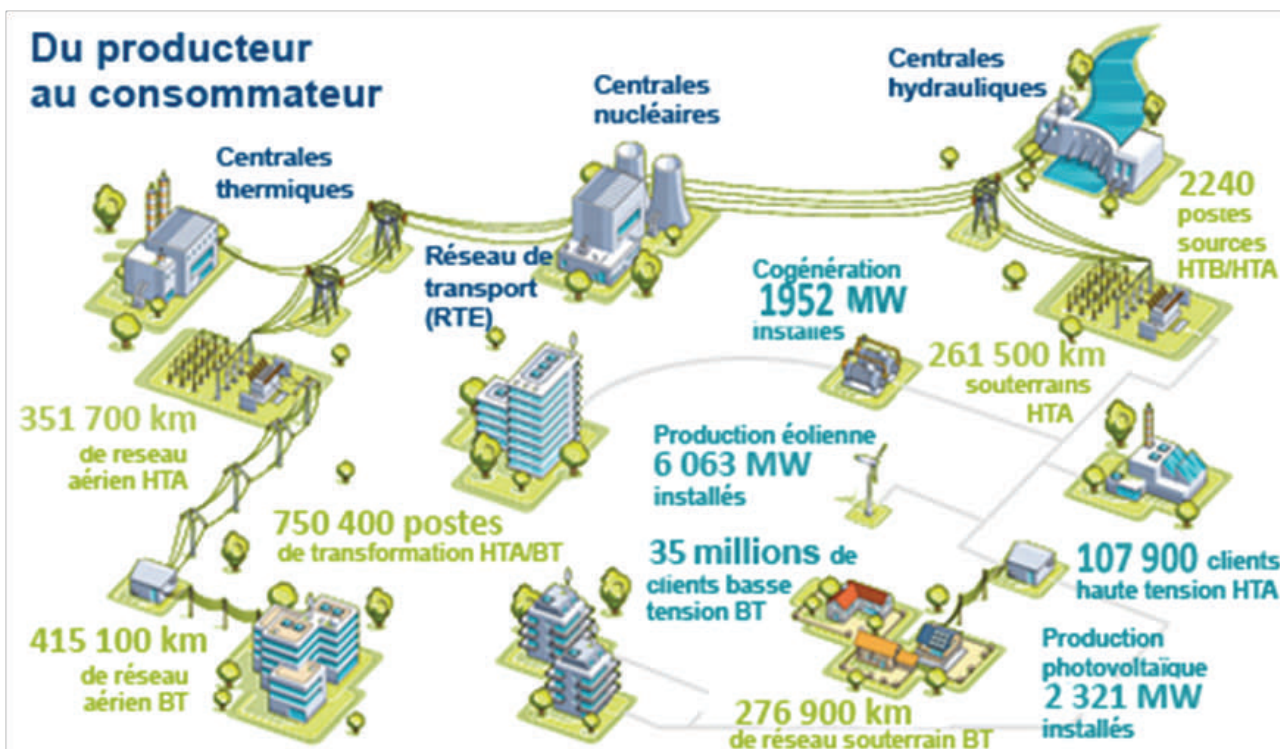 Du producteur
au consommateur
Centrales
thermiques
Centrales
nucléaires
Centrales
hydrauliques
2240
postes
sources
HTB/HTA
Réseau de
transport
(RTE)
Cogénération
1952 MW
installés
261 500 km
souterrains
HTA
351 700 km
de reseau
aérien HTA
Production éolienne
6 063 MW
installés
750 400 postes
de transformation HTA/BT
35 millions de
clients basse
tension BT
107 900 clients
haute tension HTA
415 100 km
de réseau
aérien BT
Production
photovoltaïque
2 321 MW
installés
276 900 km
de réseau souterrain BT